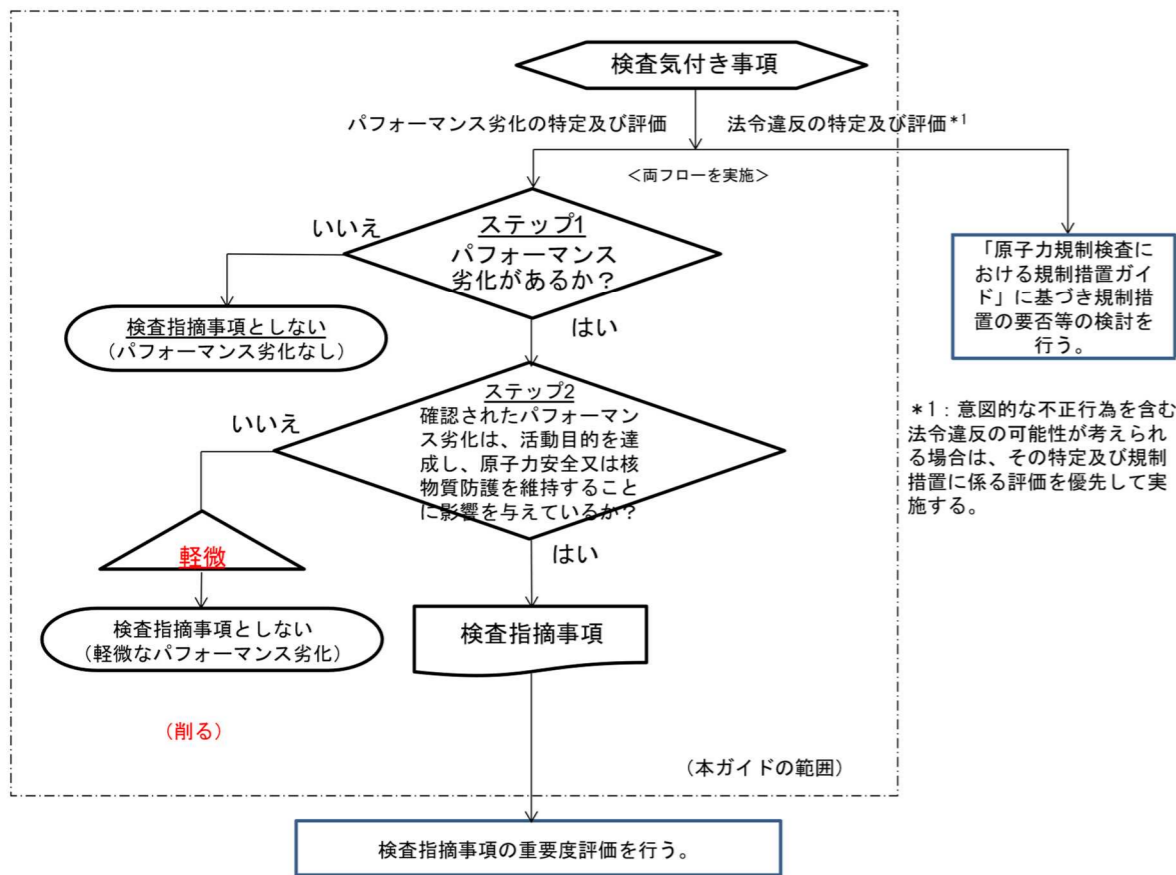 検査気付き事項
パフォーマンス劣化の特定及び評価
法令違反の特定及び評価*1
<両フローを実施>
いいえ
ステップ1
パフォーマンス
劣化があるか?
検査指摘事項としない
(パフォーマンス劣化なし)
はい
「原子力規制検査に
おける規制措置ガイ
ド」に基づき規制措
置の要否等の検討を
行う。
*1:意図的な不正行為を含む
法令違反の可能性が考えられ
る場合は、その特定及び規制
措置に係る評価を優先して実
施する。
いいえ
ステップ2
確認されたパフォーマン
ス劣化は、活動目的を達
成し、原子力安全又は核
物質防護を維持すること
に影響を与えているか?
軽微
はい
検査指摘事項としない
(軽微なパフォーマンス劣化)
検査指摘事項
(削る)
(本ガイドの範囲)
検査指摘事項の重要度評価を行う。